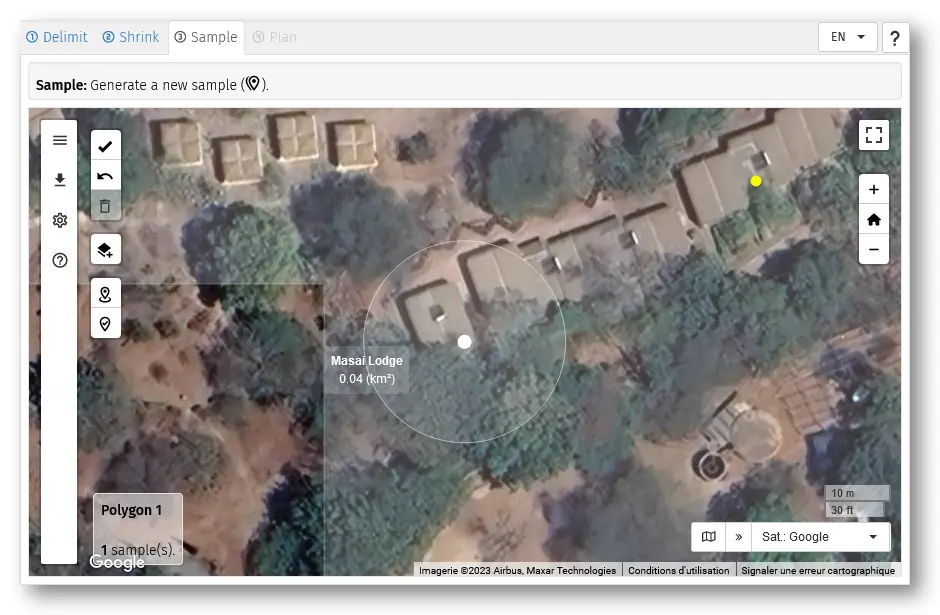 ① Delimit ② Shrink ③ Sample ④ Plan
EN
?
Sample: Generate a new sample ( ).
Masai Lodge
0.04 (km²)
Polygon 1
1 sample(s).
Google
10 m
30 ft
» Sat.: Google
Imagerie ©2023 Airbus, Maxar Technologies Conditions d'utilisation Signaler une erreur cartographique